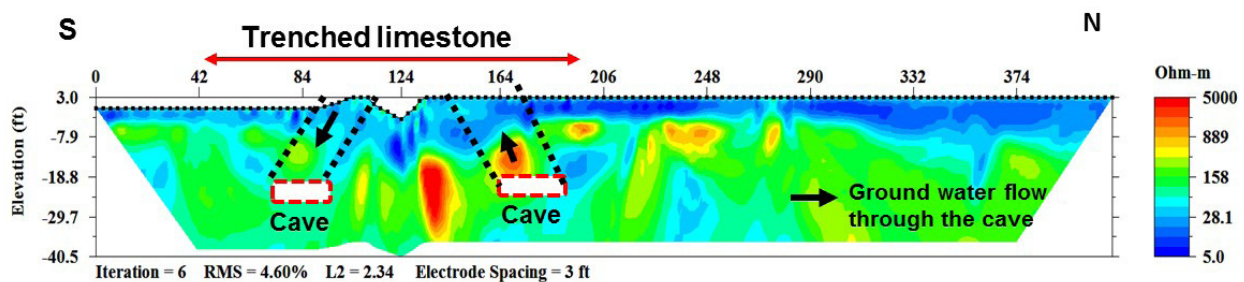 S
N
Trenched limestone
0 42 84 124 164 206 248 290 332 374
Ohm-m
Elevation (ft)
3.0
-7.9
-18.8
-29.7
-40.5
5000
889
158
28.1
5.0
Cave
Cave
Ground water flow
through the cave
Iteration = 6 RMS = 4.60% L2 = 2.34 Electrode Spacing = 3 ft